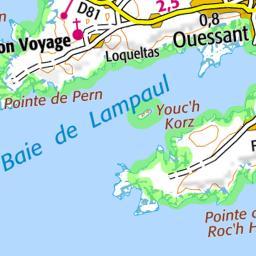 D81
2,5
0,8
on Voyage
Ouessant
Loqueltas
Pointe de Pern
Youc'h
Korz
Baie de Lampaul
F
Pointe d
Roc'h H